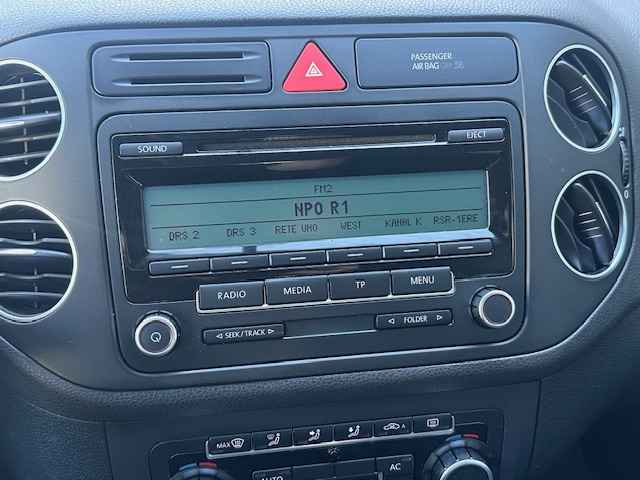 PASSENGER
AIR BAG OFF
SOUND
EJECT
FM2
NPO R1
DRS 2 DRS 3 RETE UNO WEST KANAL K RSR-1ERE
RADIO MEDIA TP MENU
◁ SEEK / TRACK ▷
◁ FOLDER ▷
MAX
A
AUTO
AC